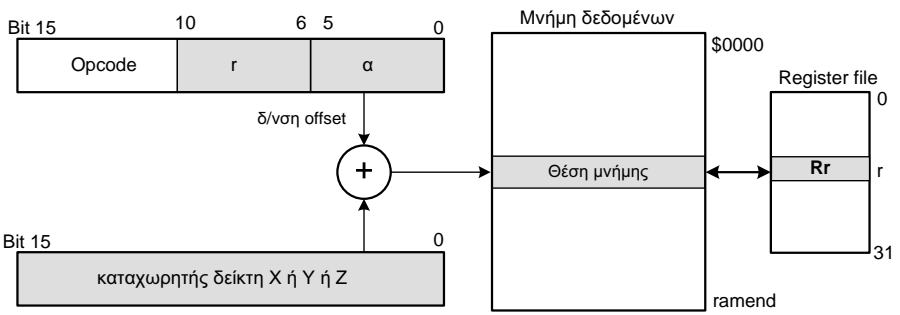 Bit 15
10
6
5
0
Opcode
r
α
δ/νση offset
+
Bit 15
0
καταχωρητής δείκτη X ή Y ή Z
Μνήμη δεδομένων
$0000
Θέση μνήμης
ramend
Register file
0
Rr
r
31